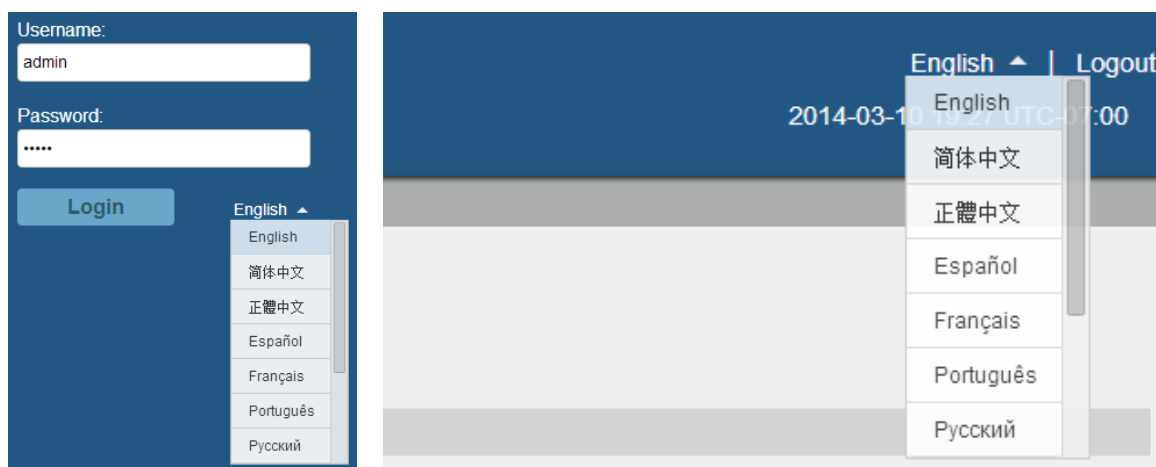 Username:
admin
Password:
•••••
Login
English
English
简体中文
正體中文
Español
Français
Português
Русский
English | Logout
2014-03-10 19:27 UTC-07:00
English
简体中文
正體中文
Español
Français
Português
Русский